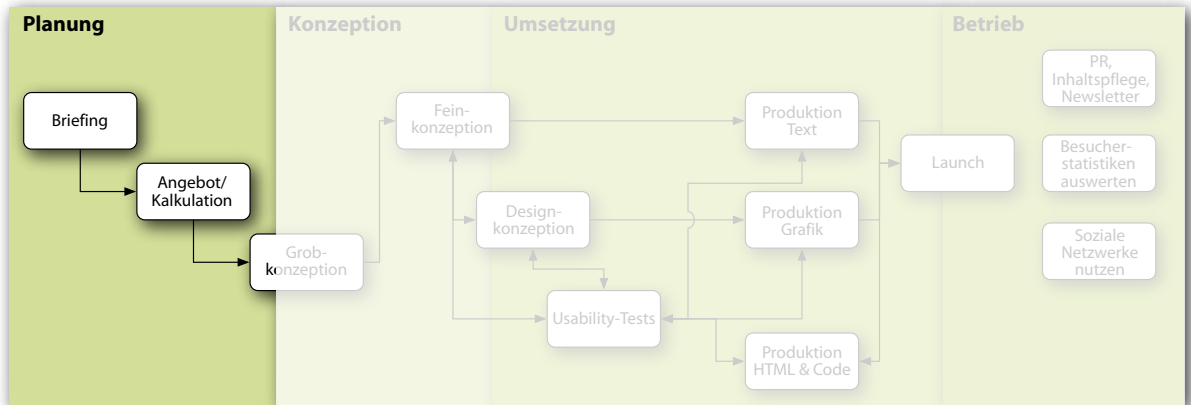 Planung
Konzeption
Umsetzung
Betrieb
Briefing
Angebot/
Kalkulation
Grob-
konzeption
Fein-
konzeption
Design-
konzeption
Usability-Tests
Produktion
Text
Produktion
Grafik
Produktion
HTML & Code
Launch
PR,
Inhaltspflege,
Newsletter
Besucher-
statistiken
auswerten
Soziale
Netzwerke
nutzen